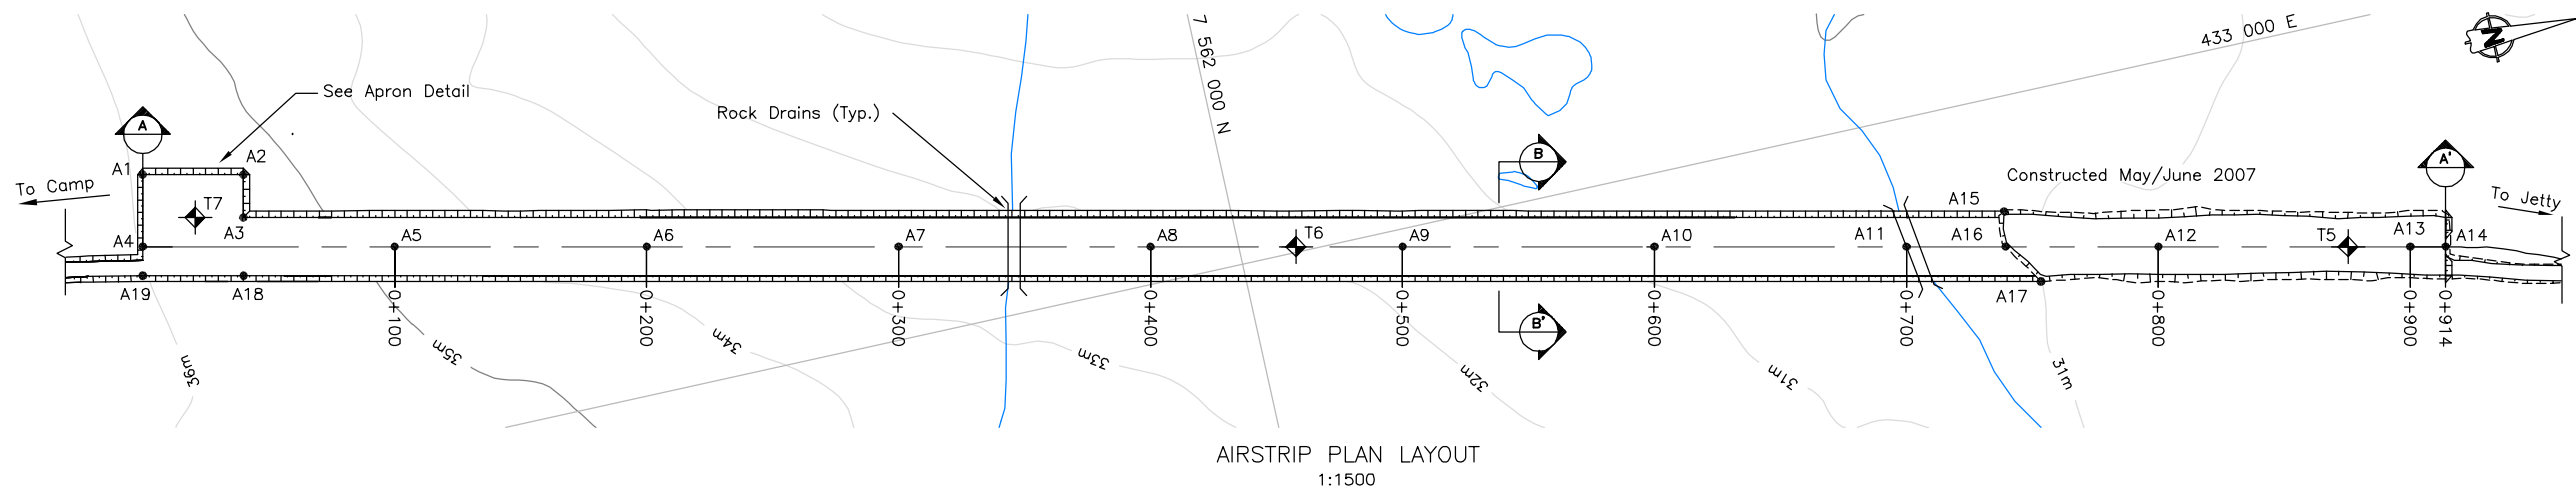 7 562 000 N
433 000 E
N
See Apron Detail
Rock Drains (Typ.)
A
A1
A2
To Camp
T7
A3
A4
A5
A6
A7
A8
T6
A9
B
A10
A11
A15
A16
Constructed May/June 2007
A12
T5
A13
A'
A14
To Jetty
A19
A18
A17
B'
0+100
0+200
0+300
0+400
0+500
0+600
0+700
0+800
0+900
0+914
36m
35m
34m
33m
32m
31m
31m
AIRSTRIP PLAN LAYOUT
1:1500